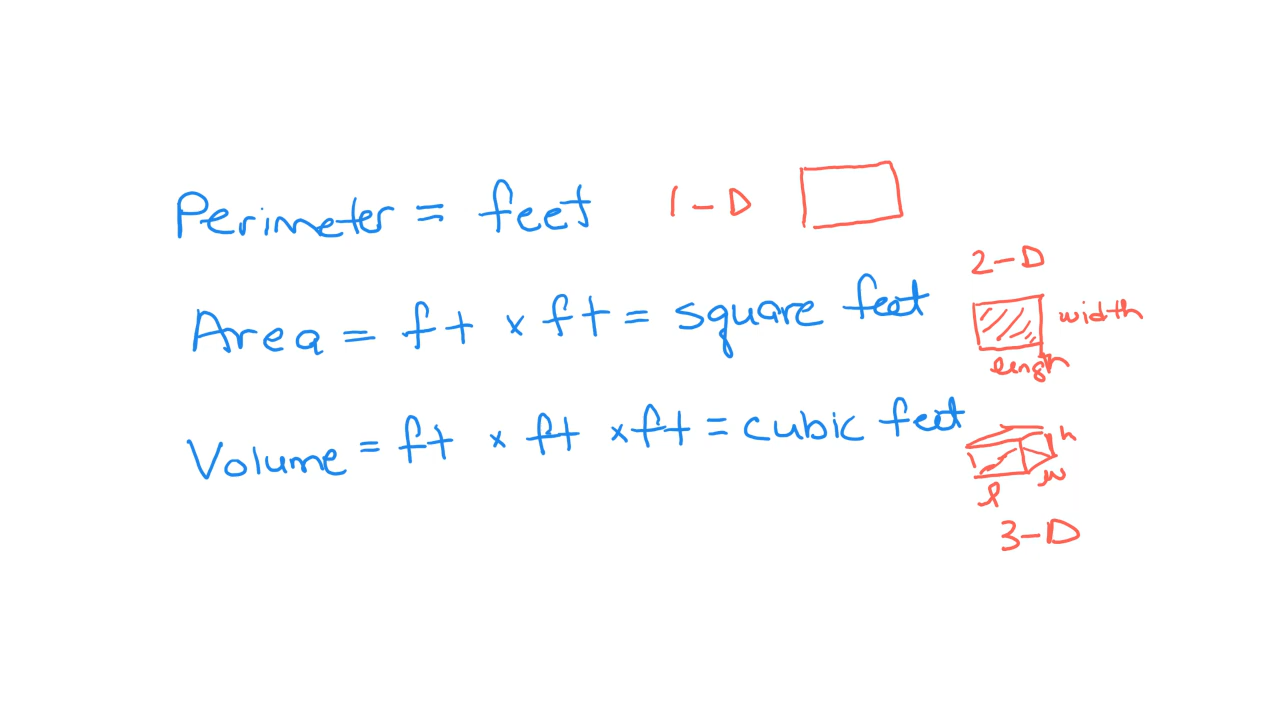 Perimeter = feet 1-D
2-D
Area = ft x ft = square feet width
length
Volume = ft x ft x ft = cubic feet h
w
l
3-D